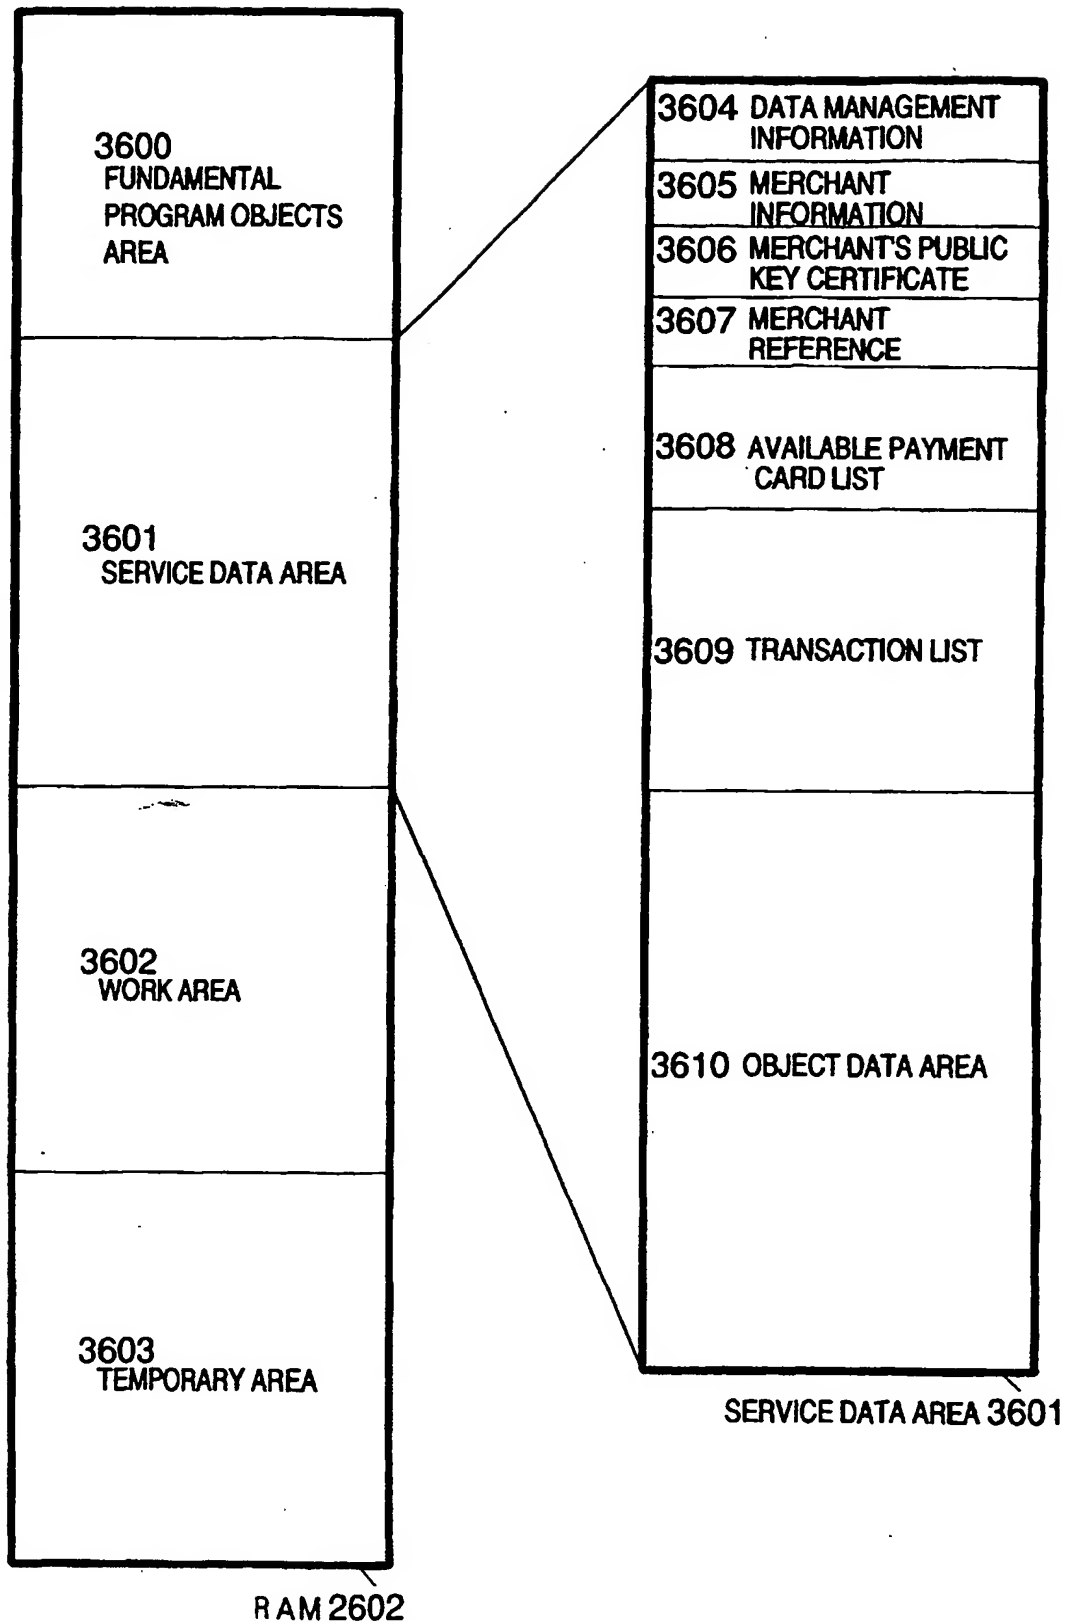 3600
FUNDAMENTAL
PROGRAM OBJECTS
AREA
3601
SERVICE DATA AREA
3602
WORK AREA
3603
TEMPORARY AREA
RAM 2602
3604 DATA MANAGEMENT
INFORMATION
3605 MERCHANT
INFORMATION
3606 MERCHANT'S PUBLIC
KEY CERTIFICATE
3607 MERCHANT
REFERENCE
3608 AVAILABLE PAYMENT
CARD LIST
3609 TRANSACTION LIST
3610 OBJECT DATA AREA
SERVICE DATA AREA 3601